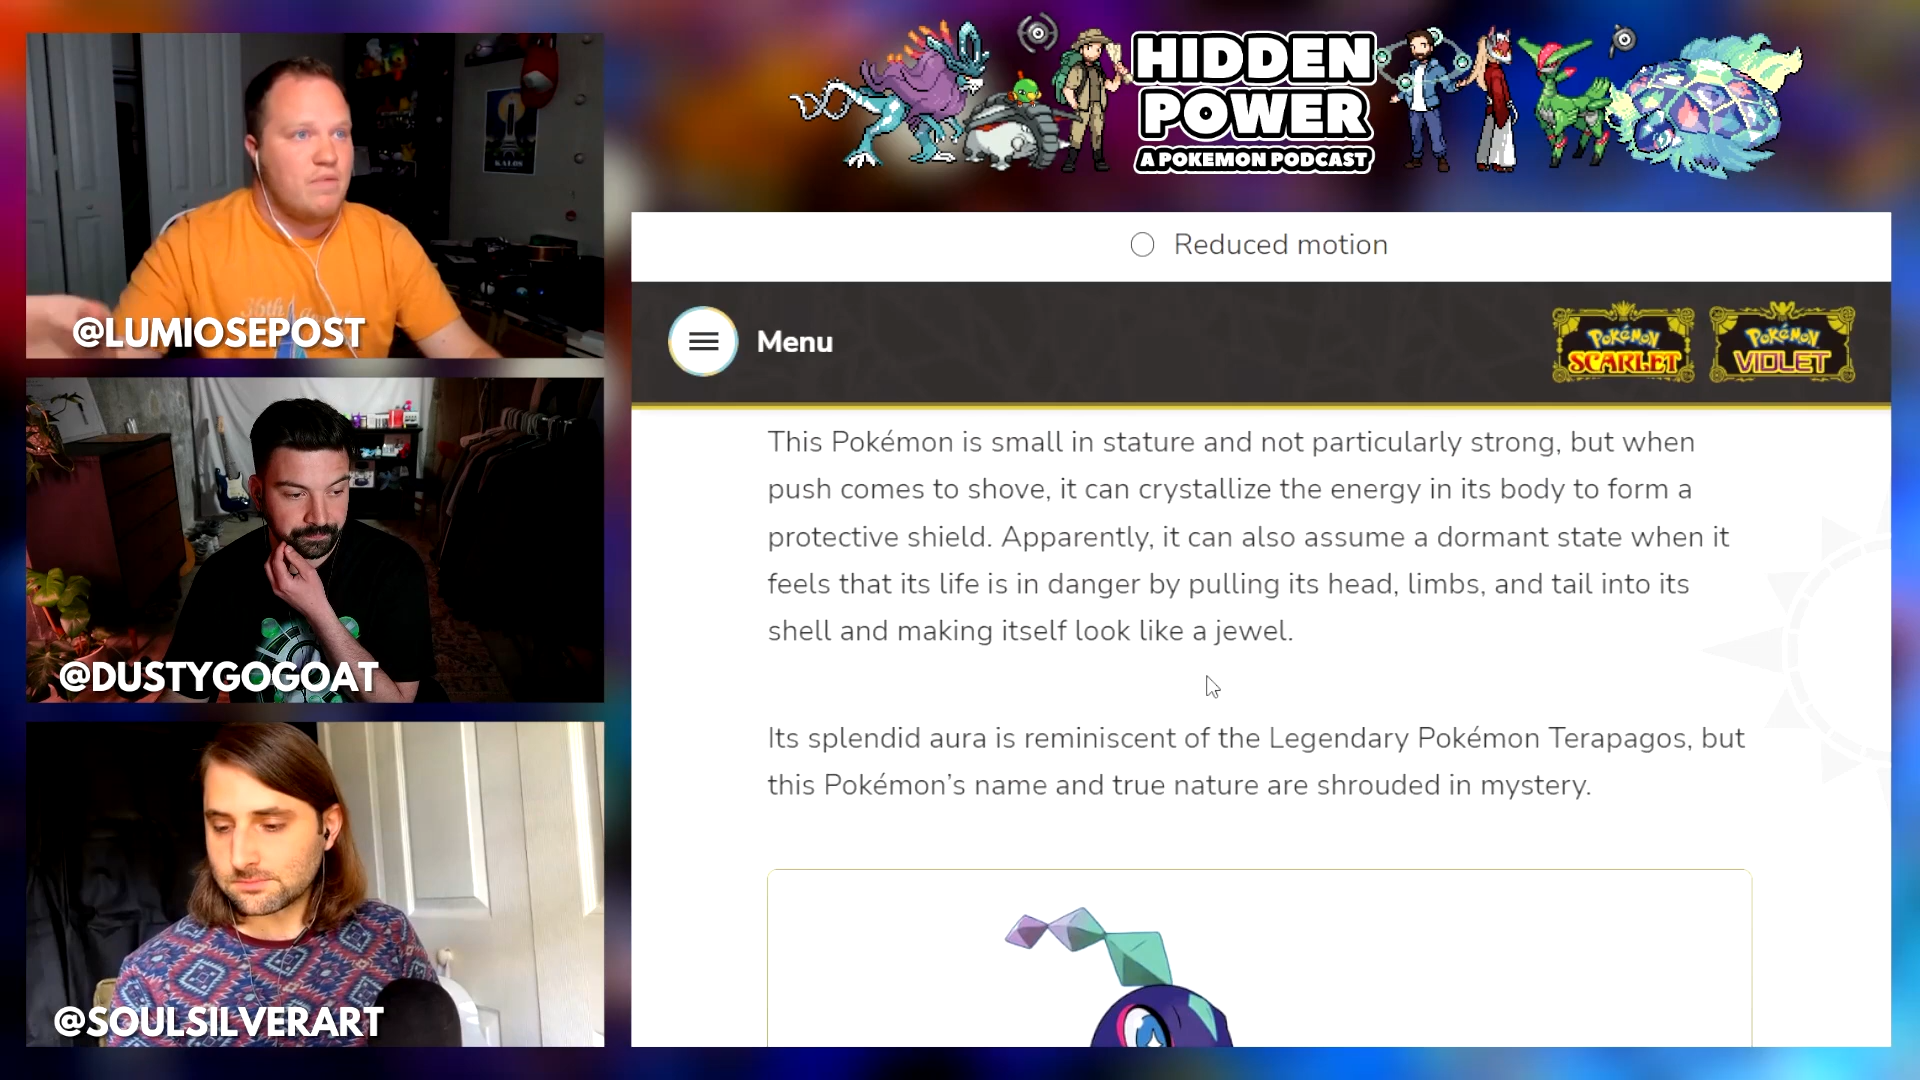 HIDDEN
POWER
A POKEMON PODCAST
KALOS
36th
@LUMIOSEPOST
@DUSTYGOGOAT
@SOULSILVERART
Reduced motion
Menu
Pokémon
SCARLET
Pokémon
VIOLET
This Pokémon is small in stature and not particularly strong, but when
push comes to shove, it can crystallize the energy in its body to form a
protective shield. Apparently, it can also assume a dormant state when it
feels that its life is in danger by pulling its head, limbs, and tail into its
shell and making itself look like a jewel.
Its splendid aura is reminiscent of the Legendary Pokémon Terapagos, but
this Pokémon’s name and true nature are shrouded in mystery.